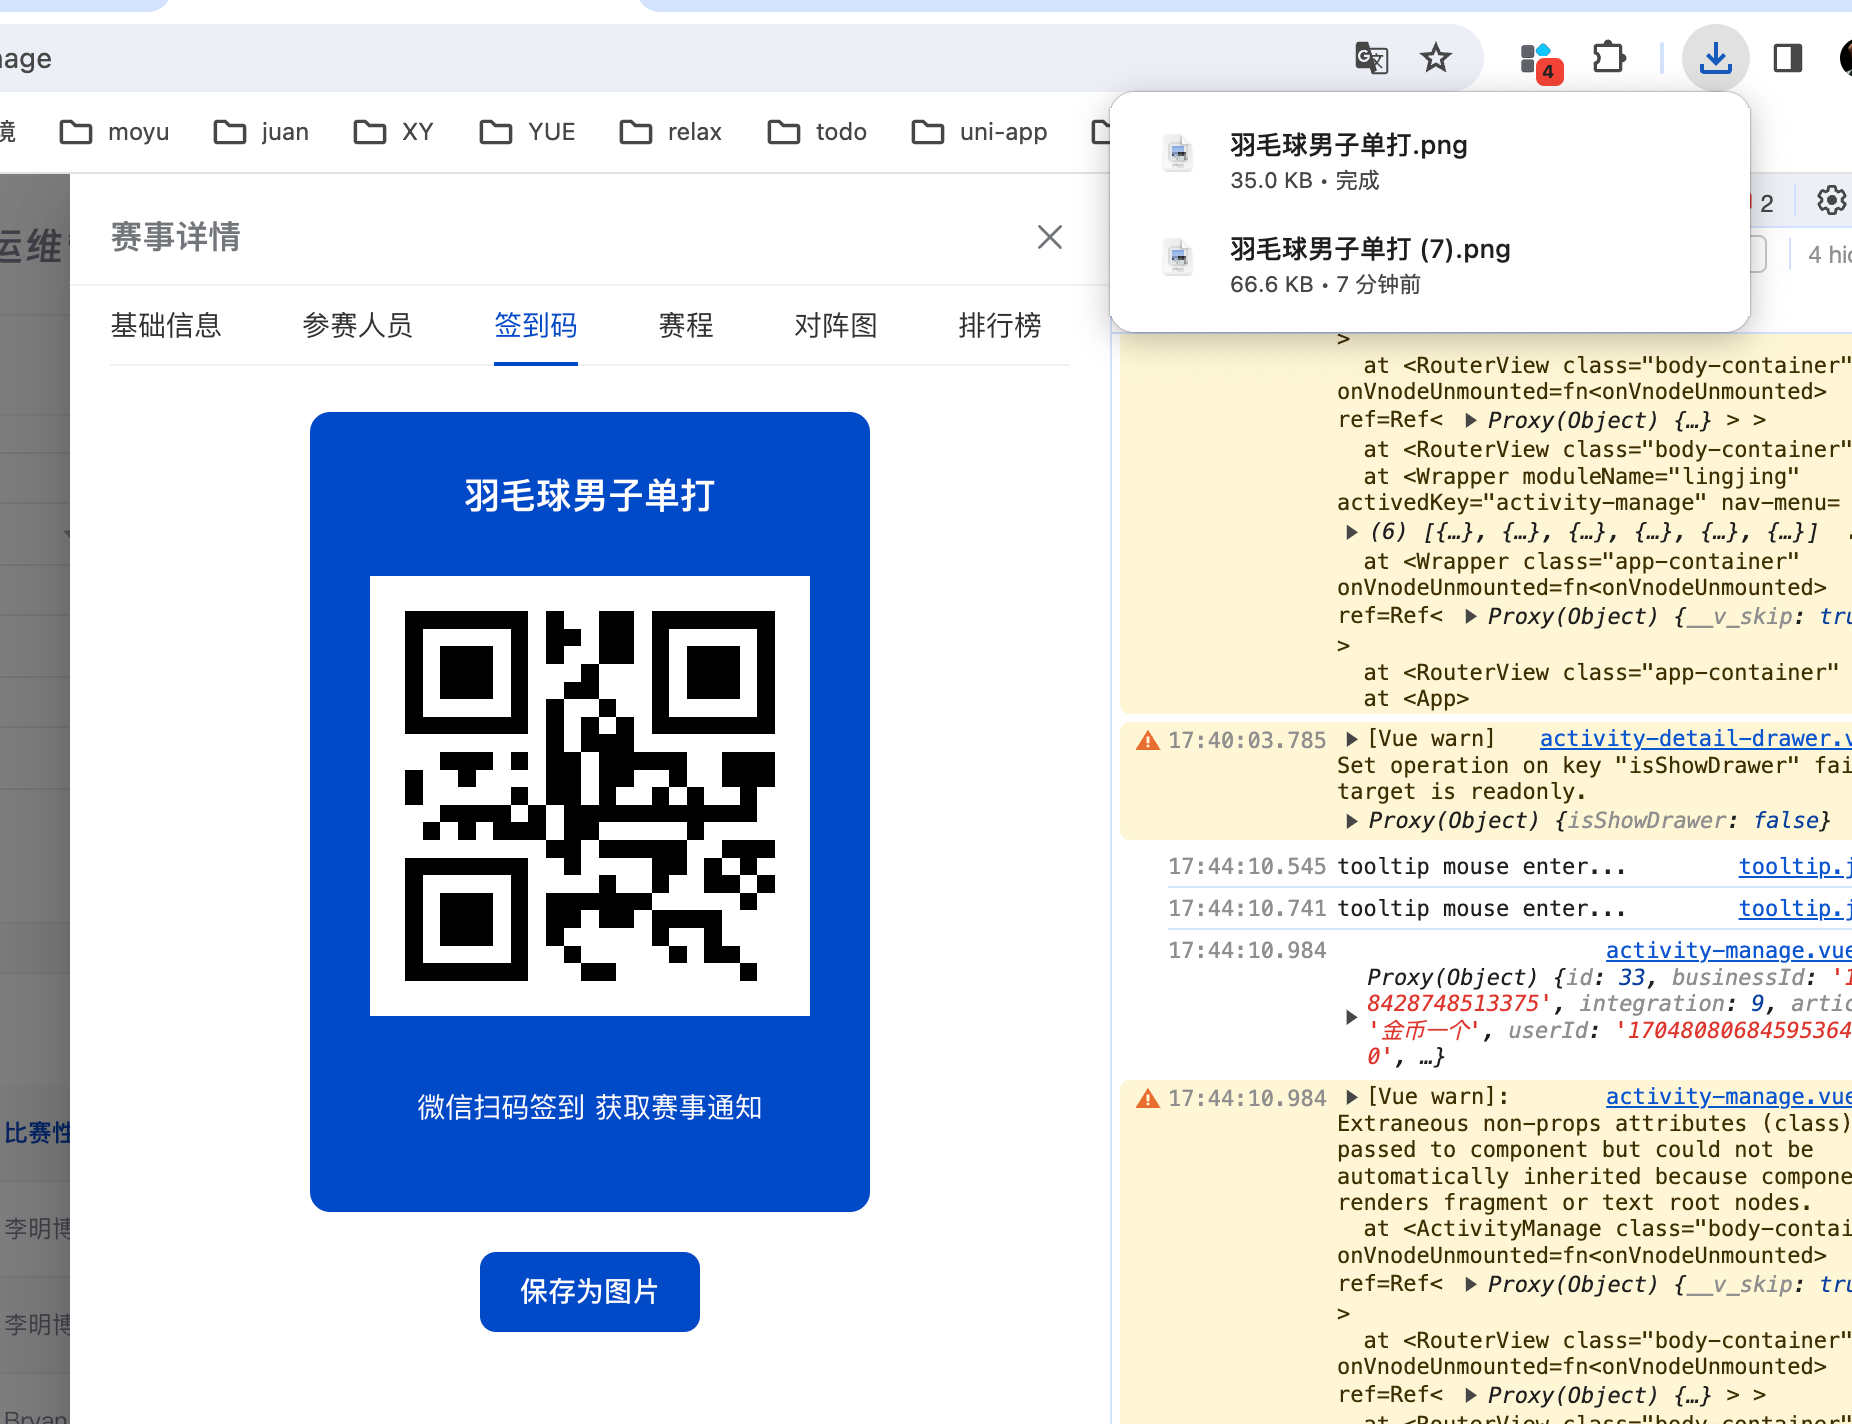 nage
4
境
moyu
juan
XY
YUE
relax
todo
uni-app
羽毛球男子单打.png
35.0 KB • 完成
羽毛球男子单打 (7).png
66.6 KB • 7 分钟前
2
4 hid
运维
赛事详情
基础信息
参赛人员
签到码
赛程
对阵图
排行榜
羽毛球男子单打
微信扫码签到 获取赛事通知
保存为图片
比赛性
李明博
李明博
Bryan
>
at <RouterView class="body-container"
onVnodeUnmounted=fn<onVnodeUnmounted>
ref=Ref< ▶ Proxy(Object) {…} > >
at <RouterView class="body-container"
at <Wrapper moduleName="lingjing"
activedKey="activity-manage" nav-menu=
▶ (6) [{…}, {…}, {…}, {…}, {…}, {…}]
at <Wrapper class="app-container"
onVnodeUnmounted=fn<onVnodeUnmounted>
ref=Ref< ▶ Proxy(Object) {__v_skip: tru
>
at <RouterView class="app-container"
at <App>
17:40:03.785 ▶ [Vue warn] activity-detail-drawer.v
Set operation on key "isShowDrawer" fai
target is readonly.
▶ Proxy(Object) {isShowDrawer: false}
17:44:10.545 tooltip mouse enter... tooltip.j
17:44:10.741 tooltip mouse enter... tooltip.j
17:44:10.984 activity-manage.vue
Proxy(Object) {id: 33, businessId: '1
8428748513375', integration: 9, artic
▶ '金币一个', userId: '17048080684595364
0', …}
17:44:10.984 ▶ [Vue warn]: activity-manage.vue
Extraneous non-props attributes (class)
passed to component but could not be
automatically inherited because compone
renders fragment or text root nodes.
at <ActivityManage class="body-contai
onVnodeUnmounted=fn<onVnodeUnmounted>
ref=Ref< ▶ Proxy(Object) {__v_skip: tru
>
at <RouterView class="body-container"
onVnodeUnmounted=fn<onVnodeUnmounted>
ref=Ref< ▶ Proxy(Object) {…} > >
at <RouterView class="body-container"